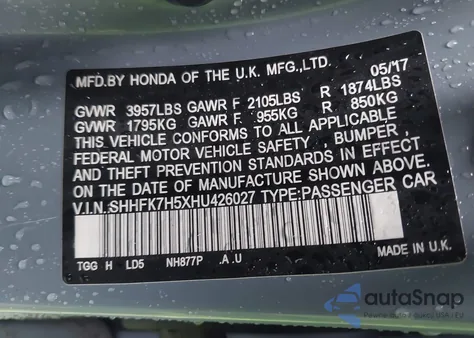 MFD.BY HONDA OF THE U.K. MFG.,LTD. 05/17
GVWR 3957LBS GAWR F 2105LBS R 1874LBS
GVWR 1795KG GAWR F 955KG R 850KG
THIS VEHICLE CONFORMS TO ALL APPLICABLE
FEDERAL MOTOR VEHICLE SAFETY , BUMPER ,
AND THEFT PREVENTION STANDARDS IN EFFECT
ON THE DATE OF MANUFACTURE SHOWN ABOVE.
V.I.N.:SHHFK7H5XHU426027 TYPE:PASSENGER CAR
TGG H LD5 NH877P .A .U MADE IN U.K.
autoSnap